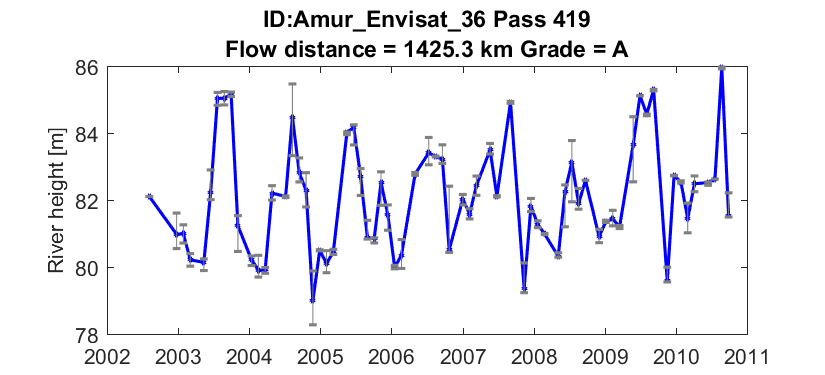 ID:Amur_Envisat_36 Pass 419
Flow distance = 1425.3 km Grade = A
River height [m]
86
84
82
80
78
2002 2003 2004 2005 2006 2007 2008 2009 2010 2011